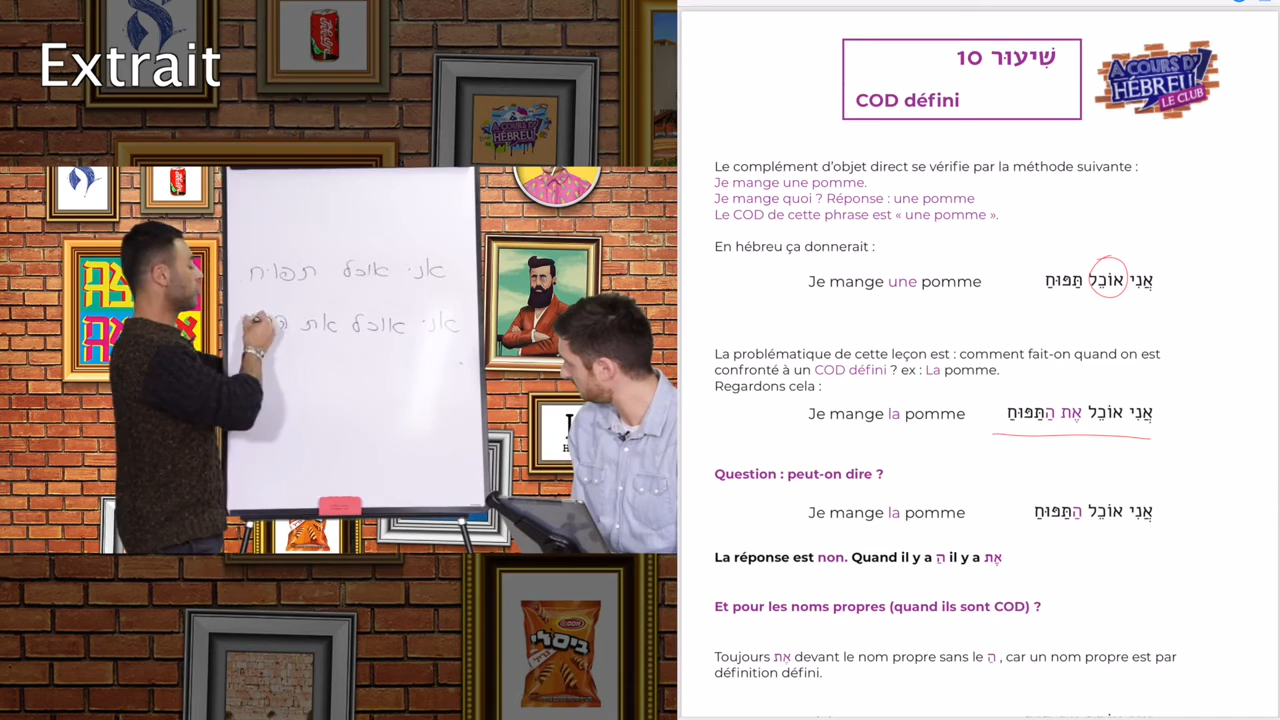 Extrait
אני אוכל תפוח
אני אוכל את
שִׁיעוּר 10
COD défini
A COURS D'
HÉBREU!
LE CLUB
Le complément d'objet direct se vérifie par la méthode suivante :
Je mange une pomme.
Je mange quoi ? Réponse : une pomme
Le COD de cette phrase est « une pomme ».
En hébreu ça donnerait :
Je mange une pomme אֲנִי אוֹכֵל תַּפּוּחַ
La problématique de cette leçon est : comment fait-on quand on est
confronté à un COD défini ? ex : La pomme.
Regardons cela :
Je mange la pomme אֲנִי אוֹכֵל אֶת הַתַּפּוּחַ
Question : peut-on dire ?
Je mange la pomme אֲנִי אוֹכֵל הַתַּפּוּחַ
La réponse est non. Quand il y a הַ il y a אֶת
Et pour les noms propres (quand ils sont COD) ?
Toujours אֶת devant le nom propre sans le הַ , car un nom propre est par
définition défini.
ביסלי